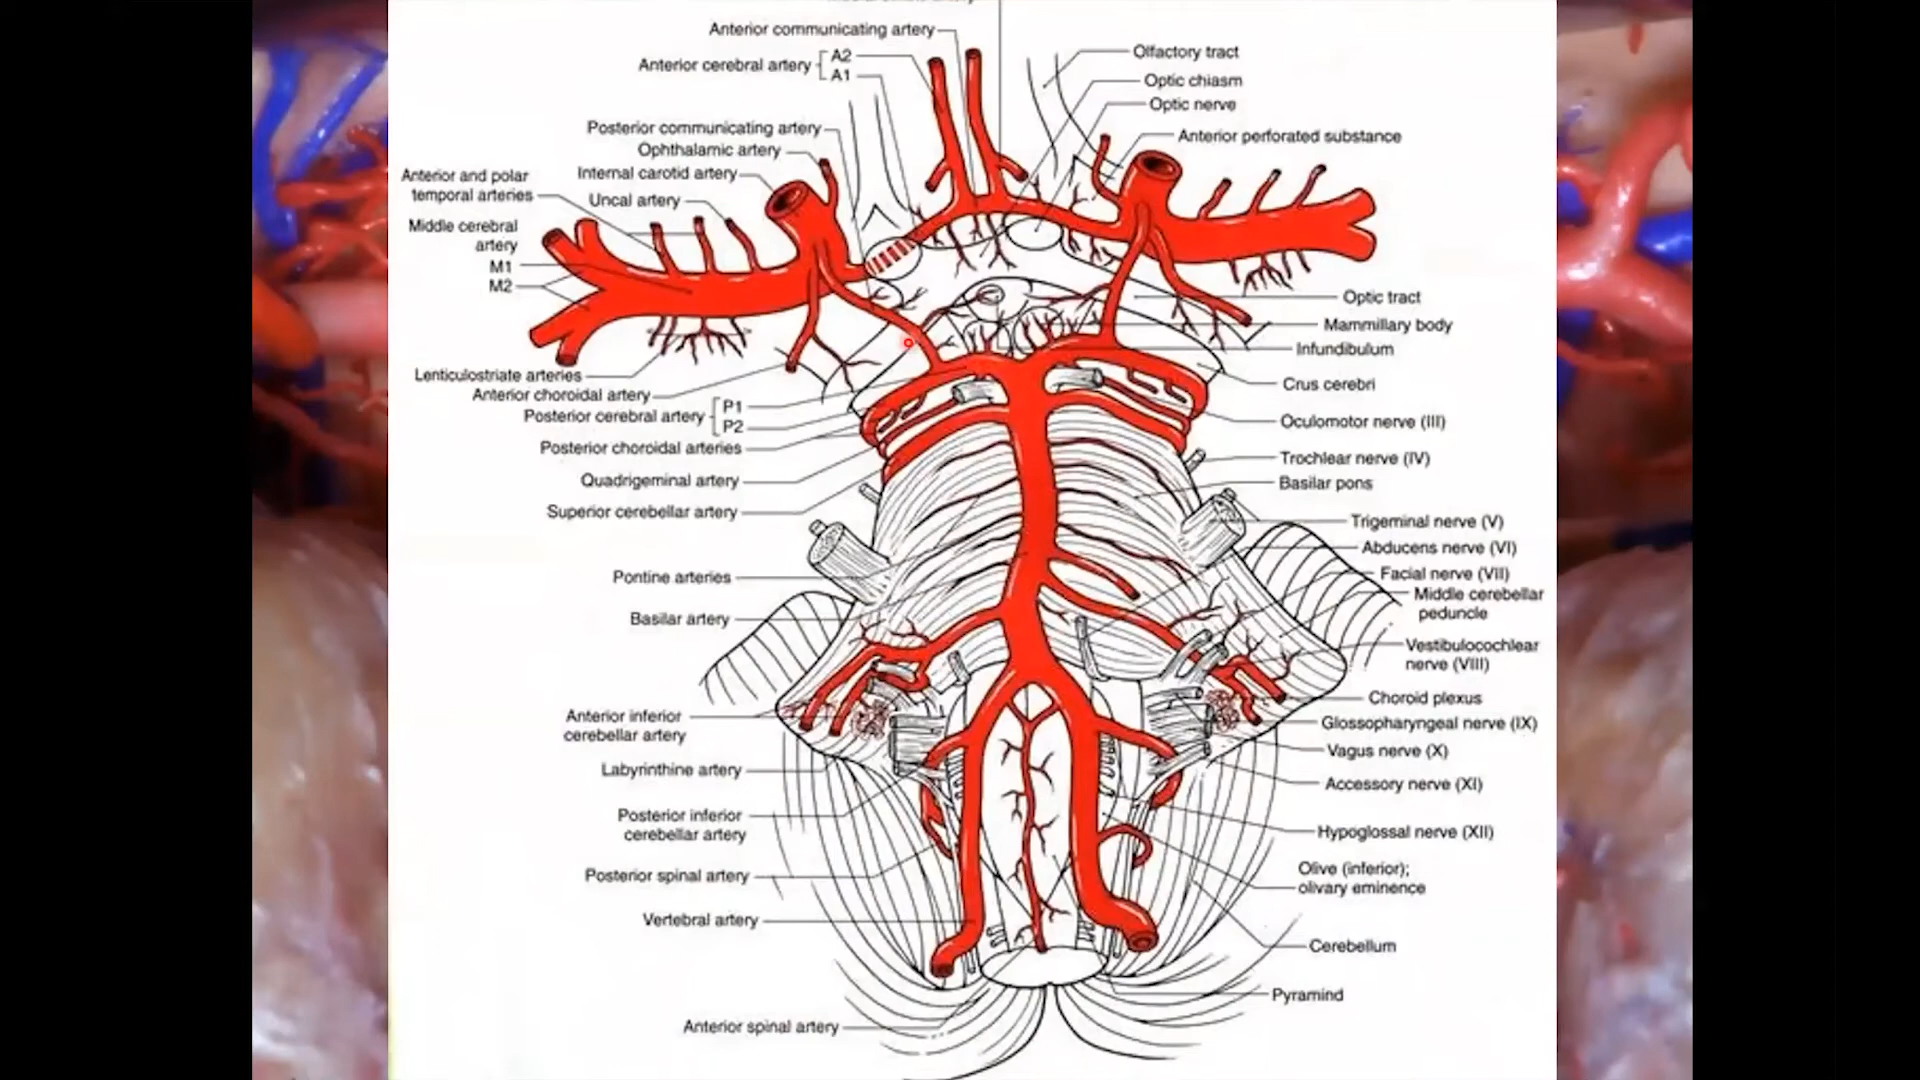 Anterior communicating artery
Anterior cerebral artery
A2
A1
Posterior communicating artery
Ophthalamic artery
Internal carotid artery
Anterior and polar
temporal arteries
Uncal artery
Middle cerebral
artery
M1
M2
Lenticulostriate arteries
Anterior choroidal artery
Posterior cerebral artery
P1
P2
Posterior choroidal arteries
Quadrigeminal artery
Superior cerebellar artery
Pontine arteries
Basilar artery
Anterior inferior
cerebellar artery
Labyrinthine artery
Posterior inferior
cerebellar artery
Posterior spinal artery
Vertebral artery
Anterior spinal artery
Olfactory tract
Optic chiasm
Optic nerve
Anterior perforated substance
Optic tract
Mammillary body
Infundibulum
Crus cerebri
Oculomotor nerve (III)
Trochlear nerve (IV)
Basilar pons
Trigeminal nerve (V)
Abducens nerve (VI)
Facial nerve (VII)
Middle cerebellar
peduncle
Vestibulocochlear
nerve (VIII)
Choroid plexus
Glossopharyngeal nerve (IX)
Vagus nerve (X)
Accessory nerve (XI)
Hypoglossal nerve (XII)
Olive (inferior);
olivary eminence
Cerebellum
Pyramind